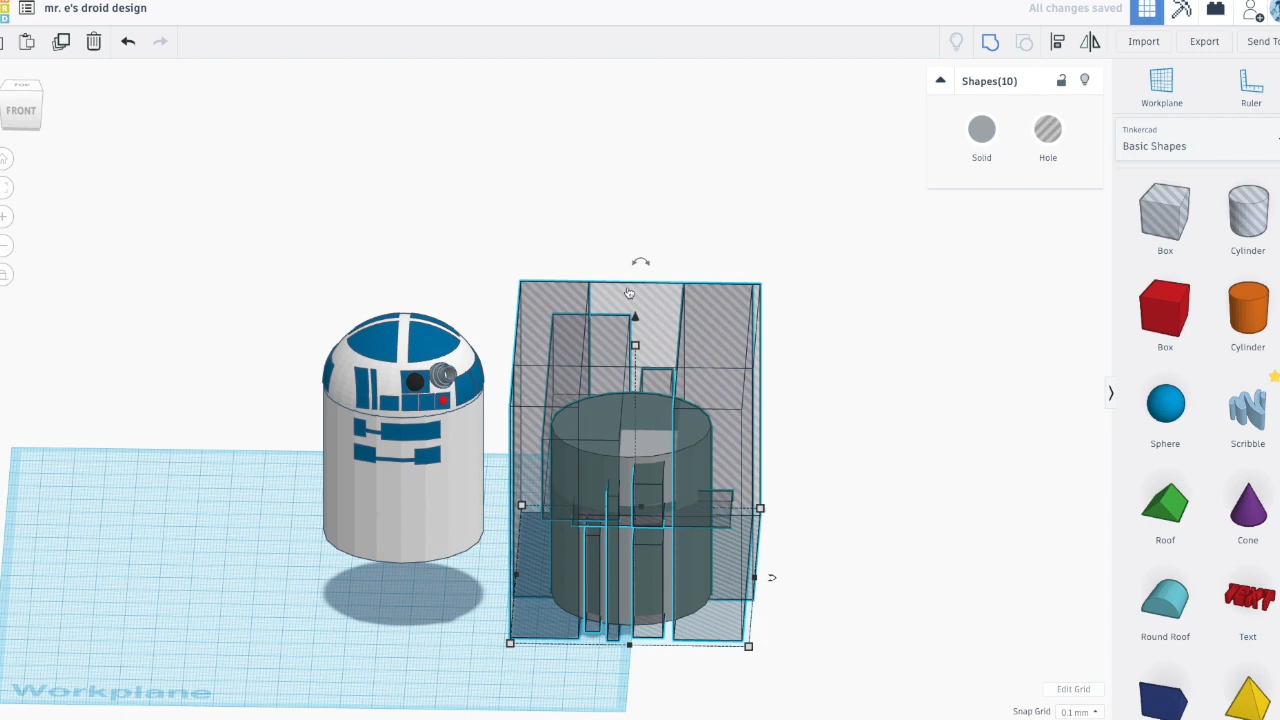 mr. e's droid design
All changes saved
Import
Export
Send To
TOP
FRONT
Shapes(10)
Solid
Hole
Workplane
Ruler
Tinkercad
Basic Shapes
Box
Cylinder
Box
Cylinder
Sphere
Scribble
Roof
Cone
Round Roof
Text
TEXT
Workplane
Edit Grid
Snap Grid
0.1 mm